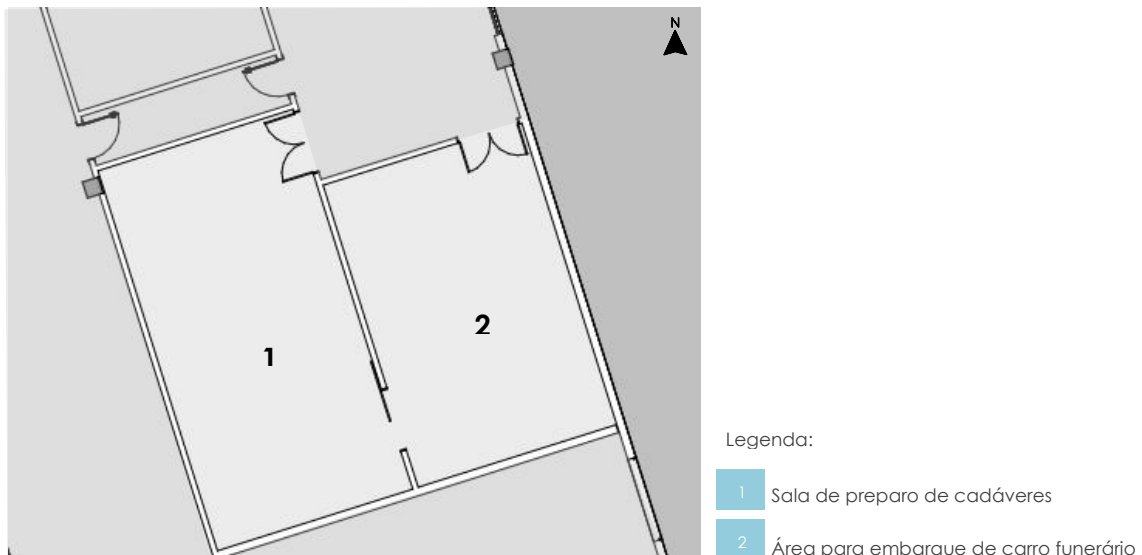 N
1
2
Legenda:
1 Sala de preparo de cadáveres
2 Área para embarque de carro funerário